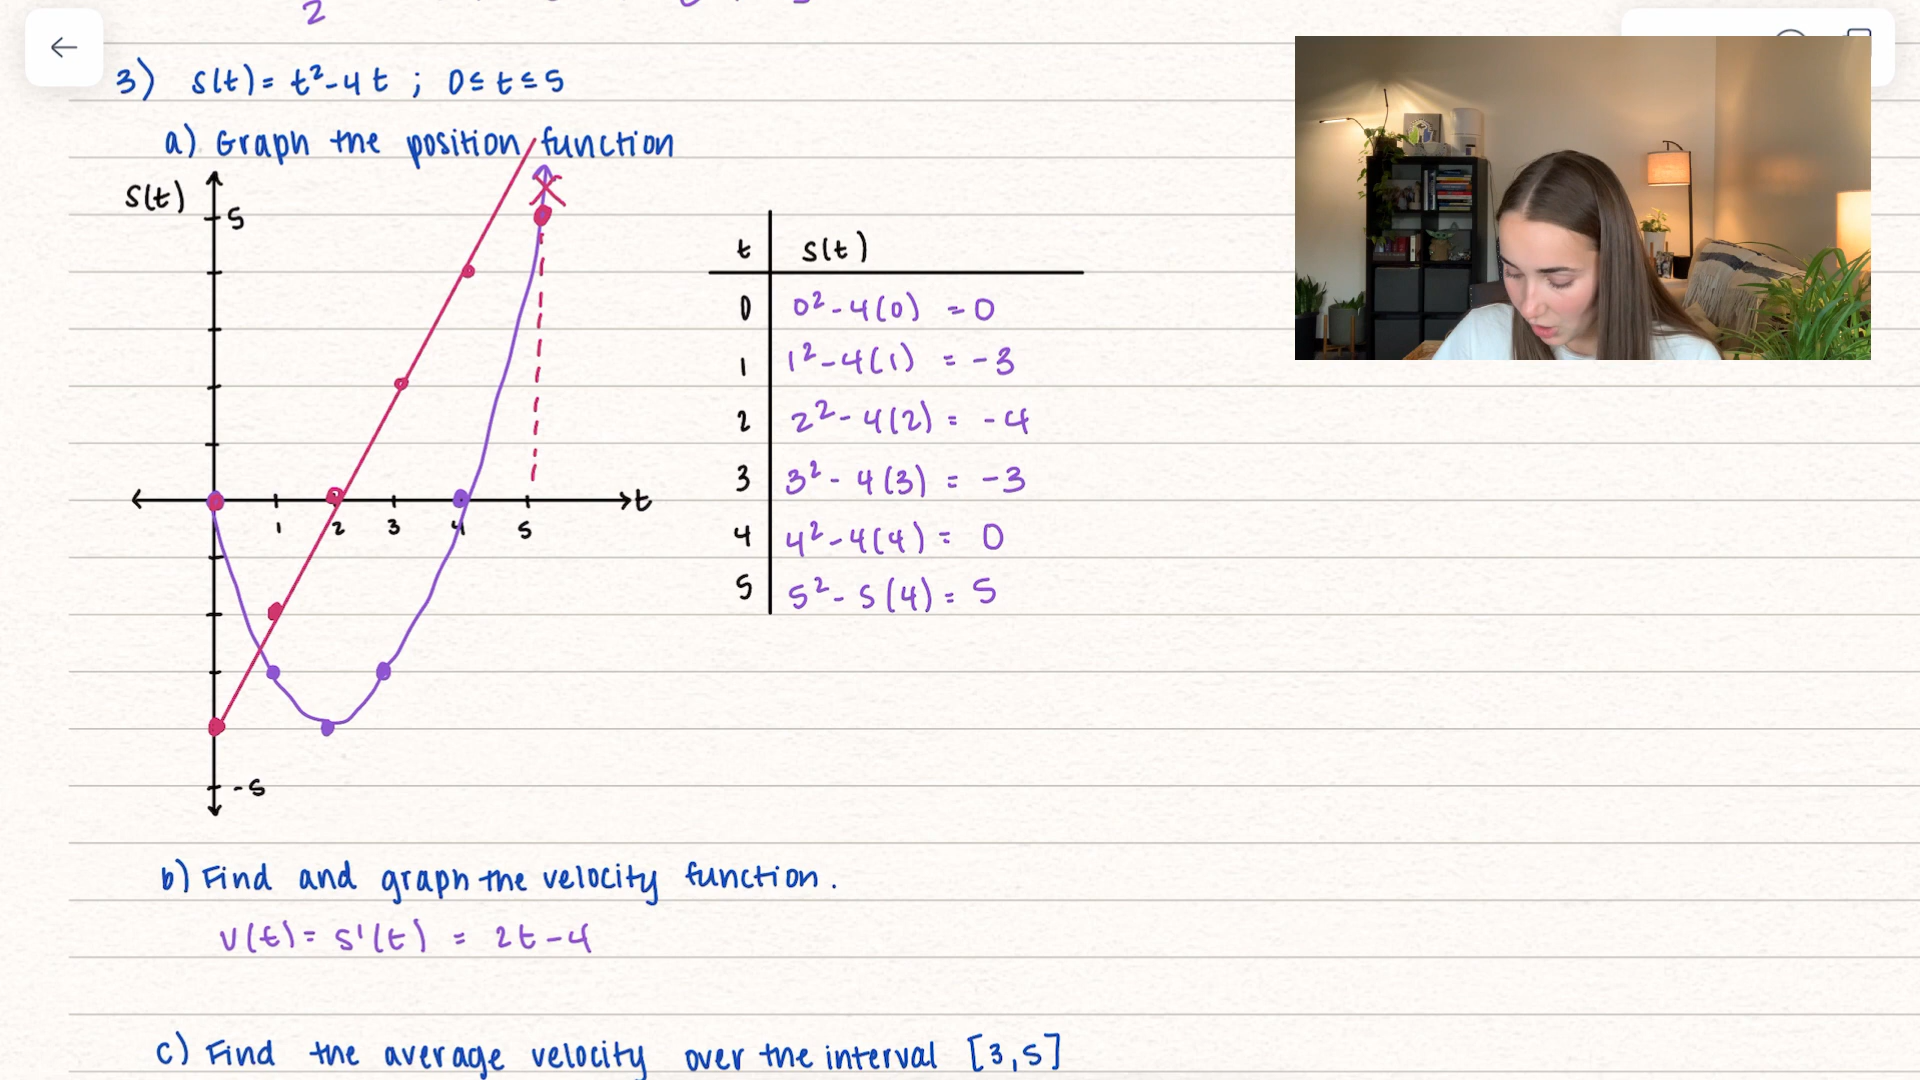 2
3) s(t) = t²-4t ; 0≤t≤5
a) Graph the position function
s(t)
5
t
1 2 3 4 5
-5
t s(t)
0 0²-4(0) = 0
1 1²-4(1) = -3
2 2²-4(2) = -4
3 3²-4(3) = -3
4 4²-4(4) = 0
5 5²-5(4) = 5
b) Find and graph the velocity function.
v(t) = s'(t) = 2t-4
c) Find the average velocity over the interval [3,5]